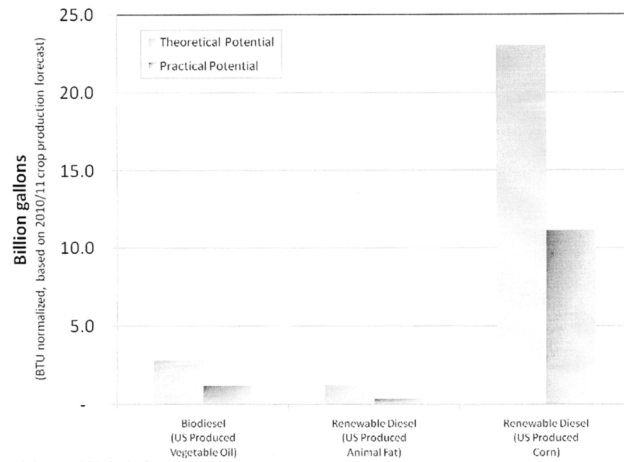 25.0
20.0
15.0
10.0
5.0
-
Billion gallons
(BTU normalized, based on 2010/11 crop production forecast)
Theoretical Potential
Practical Potential
Biodiesel
(US Produced
Vegetable Oil)
Renewable Diesel
(US Produced
Animal Fat)
Renewable Diesel
(US Produced
Corn)